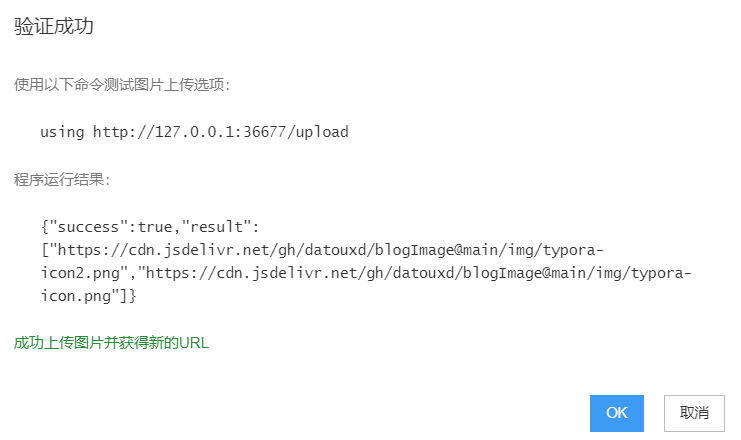 验证成功
使用以下命令测试图片上传选项:
using http://127.0.0.1:36677/upload
程序运行结果:
{"success":true,"result":
["https://cdn.jsdelivr.net/gh/datouxd/blogImage@main/img/typora-
icon2.png","https://cdn.jsdelivr.net/gh/datouxd/blogImage@main/img/typora-
icon.png"]}
成功上传图片并获得新的URL
OK 取消